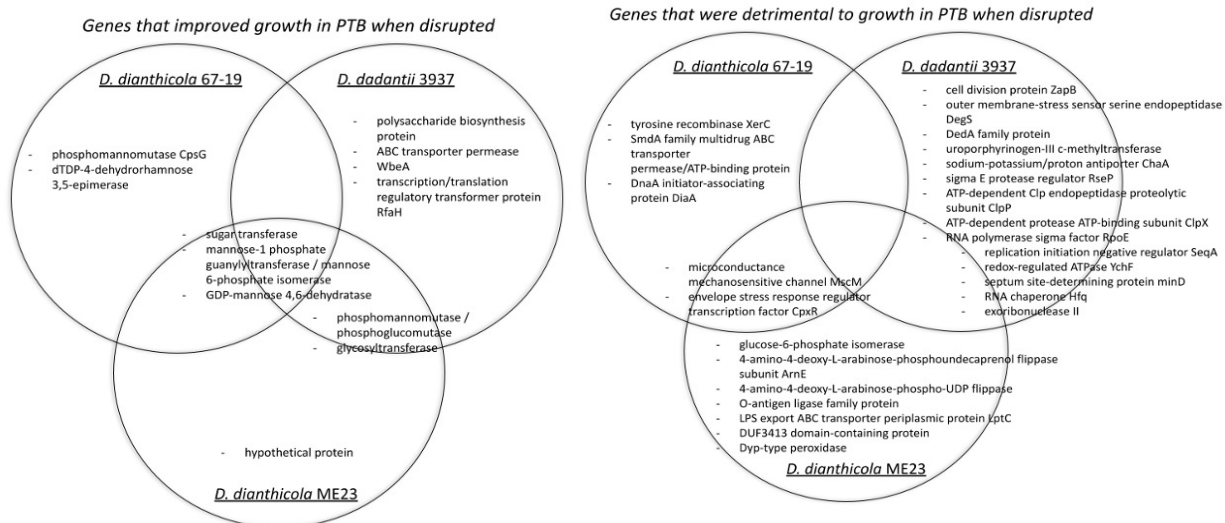 Genes that improved growth in PTB when disrupted
D. dianthicola 67-19
D. dadantii 3937
- phosphomannomutase CpsG
- dTDP-4-dehydrorhamnose
3,5-epimerase
- polysaccharide biosynthesis
protein
- ABC transporter permease
- WbeA
- transcription/translation
regulatory transformer protein
RfaH
- sugar transferase
- mannose-1 phosphate
guanylyltransferase / mannose
6-phosphate isomerase
- GDP-mannose 4,6-dehydratase
- phosphomannomutase /
phosphoglucomutase
- glycosyltransferase
- hypothetical protein
D. dianthicola ME23
Genes that were detrimental to growth in PTB when disrupted
D. dianthicola 67-19
D. dadantii 3937
- tyrosine recombinase XerC
- SmdA family multidrug ABC
transporter
permease/ATP-binding protein
- DnaA initiator-associating
protein DiaA
- cell division protein ZapB
- outer membrane-stress sensor serine endopeptidase
DegS
- DedA family protein
- uroporphyrinogen-III c-methyltransferase
- sodium-potassium/proton antiporter ChaA
- sigma E protease regulator RseP
- ATP-dependent Clp endopeptidase proteolytic
subunit ClpP
- ATP-dependent protease ATP-binding subunit ClpX
- RNA polymerase sigma factor RpoE
- replication initiation negative regulator SeqA
- redox-regulated ATPase YchF
- septum site-determining protein minD
- RNA chaperone Hfq
- exoribonuclease II
- microconductance
mechanosensitive channel MscM
- envelope stress response regulator
transcription factor CpxR
- glucose-6-phosphate isomerase
- 4-amino-4-deoxy-L-arabinose-phosphoundecaprenol flippase
subunit ArnE
- 4-amino-4-deoxy-L-arabinose-phospho-UDP flippase
- O-antigen ligase family protein
- LPS export ABC transporter periplasmic protein LptC
- DUF3413 domain-containing protein
- Dyp-type peroxidase
D. dianthicola ME23